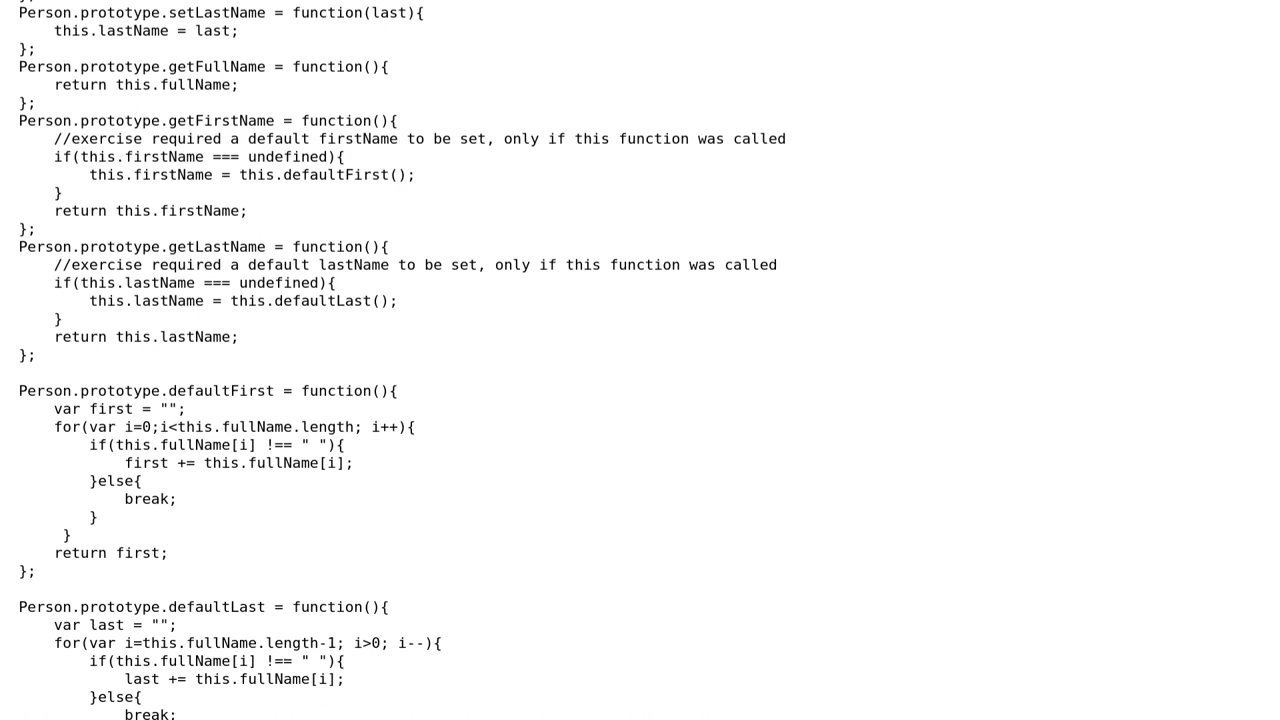 Person.prototype.setLastName = function(last){
    this.lastName = last;
};
Person.prototype.getFullName = function(){
    return this.fullName;
};
Person.prototype.getFirstName = function(){
    //exercise required a default firstName to be set, only if this function was called
    if(this.firstName === undefined){
        this.firstName = this.defaultFirst();
    }
    return this.firstName;
};
Person.prototype.getLastName = function(){
    //exercise required a default lastName to be set, only if this function was called
    if(this.lastName === undefined){
        this.lastName = this.defaultLast();
    }
    return this.lastName;
};

Person.prototype.defaultFirst = function(){
    var first = "";
    for(var i=0;i<this.fullName.length; i++){
        if(this.fullName[i] !== " "){
            first += this.fullName[i];
        }else{
            break;
        }
     }
    return first;
};

Person.prototype.defaultLast = function(){
    var last = "";
    for(var i=this.fullName.length-1; i>0; i--){
        if(this.fullName[i] !== " "){
            last += this.fullName[i];
        }else{
            break;